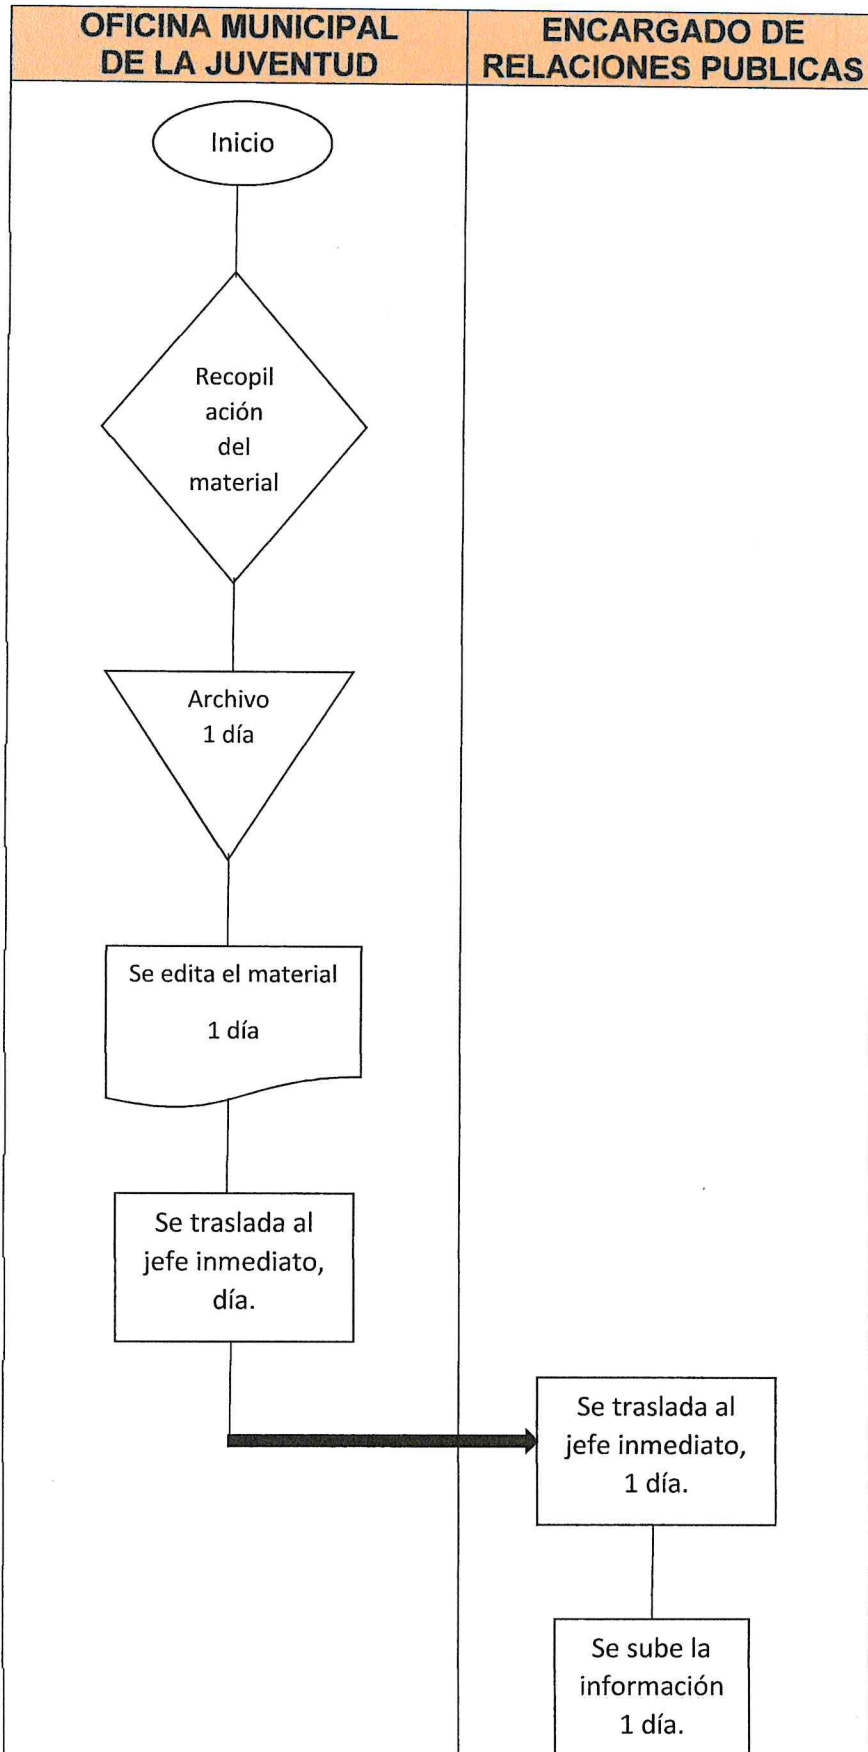 OFICINA MUNICIPAL
DE LA JUVENTUD
ENCARGADO DE
RELACIONES PUBLICAS
Inicio
Recopil
ación
del
material
Archivo
1 día
Se edita el material
1 día
Se traslada al
jefe inmediato,
día.
Se traslada al
jefe inmediato,
1 día.
Se sube la
información
1 día.